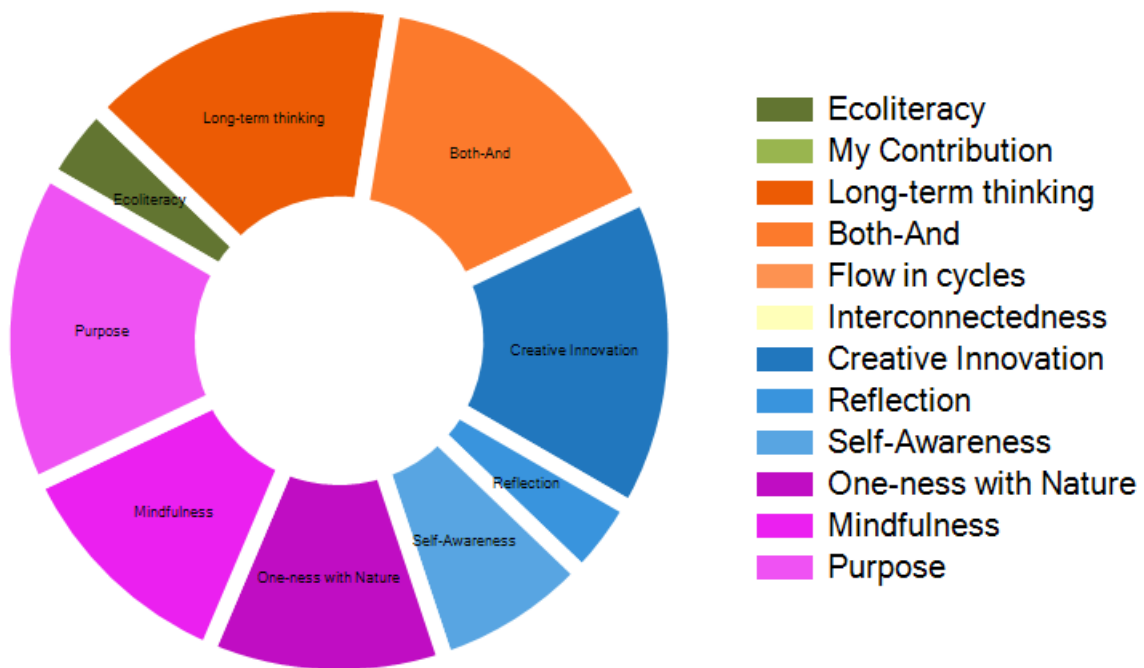 Long-term thinking
Both-And
Ecoliteracy
Purpose
Creative Innovation
Reflection
Mindfulness
Self-Awareness
One-ness with Nature
Ecoliteracy
My Contribution
Long-term thinking
Both-And
Flow in cycles
Interconnectedness
Creative Innovation
Reflection
Self-Awareness
One-ness with Nature
Mindfulness
Purpose